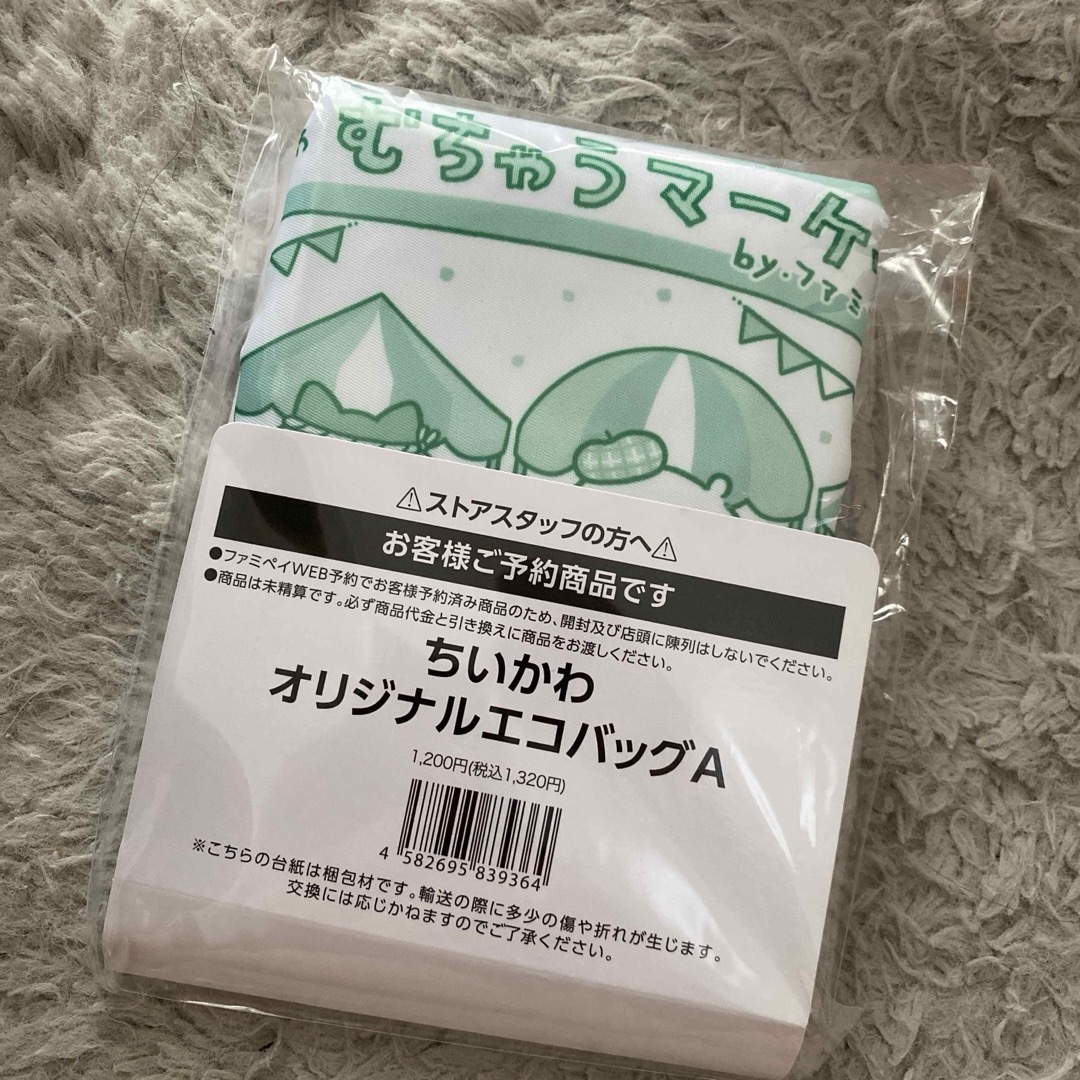 むちゃうマーケ
by・ファミ
⚠ストアスタッフの方へ⚠
お客様ご予約商品です
●ファミペイWEB予約でお客様予約済み商品のため、開封及び店頭に陳列はしないでください。
●商品は未精算です。必ず商品代金と引き換えに商品をお渡しください。
ちいかわ
オリジナルエコバッグA
1,200円(税込1,320円)
4 582695 839364
※こちらの台紙は梱包材です。輸送の際に多少の傷や折れが生じます。
交換には応じかねますのでご了承ください。